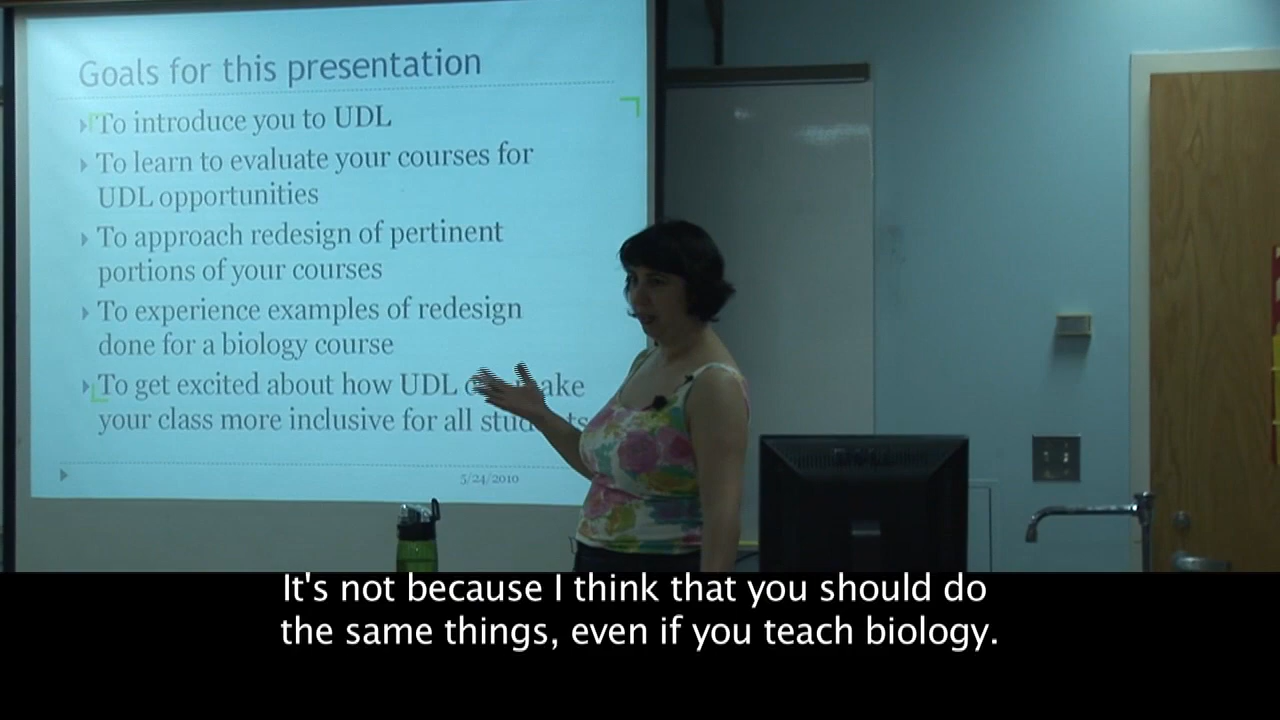 Goals for this presentation
To introduce you to UDL
To learn to evaluate your courses for
UDL opportunities
To approach redesign of pertinent
portions of your courses
To experience examples of redesign
done for a biology course
To get excited about how UDL
your class more inclusive for all
5/24/2010
It's not because I think that you should do
the same things, even if you teach biology.